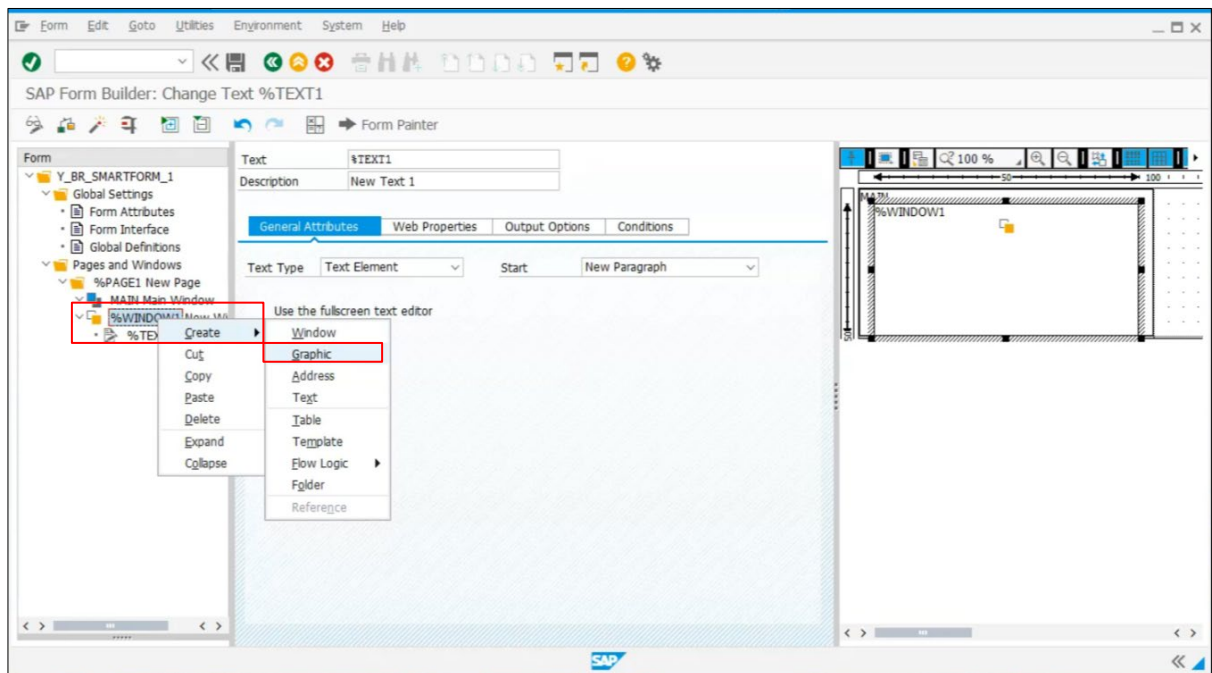 Form Edit Goto Utilities Environment System Help
SAP Form Builder: Change Text %TEXT1
Form Painter
Form
Y_BR_SMARTFORM_1
Global Settings
Form Attributes
Form Interface
Global Definitions
Pages and Windows
%PAGE1 New Page
MAIN Main Window
%WINDOW1 New Wi
%TEX
Create
Cut
Copy
Paste
Delete
Expand
Collapse
Window
Graphic
Address
Text
Table
Template
Flow Logic
Folder
Reference
Text %TEXT1
Description New Text 1
General Attributes Web Properties Output Options Conditions
Text Type Text Element Start New Paragraph
Use the fullscreen text editor
100 %
50 100
MAIN
%WINDOW1
50
SAP